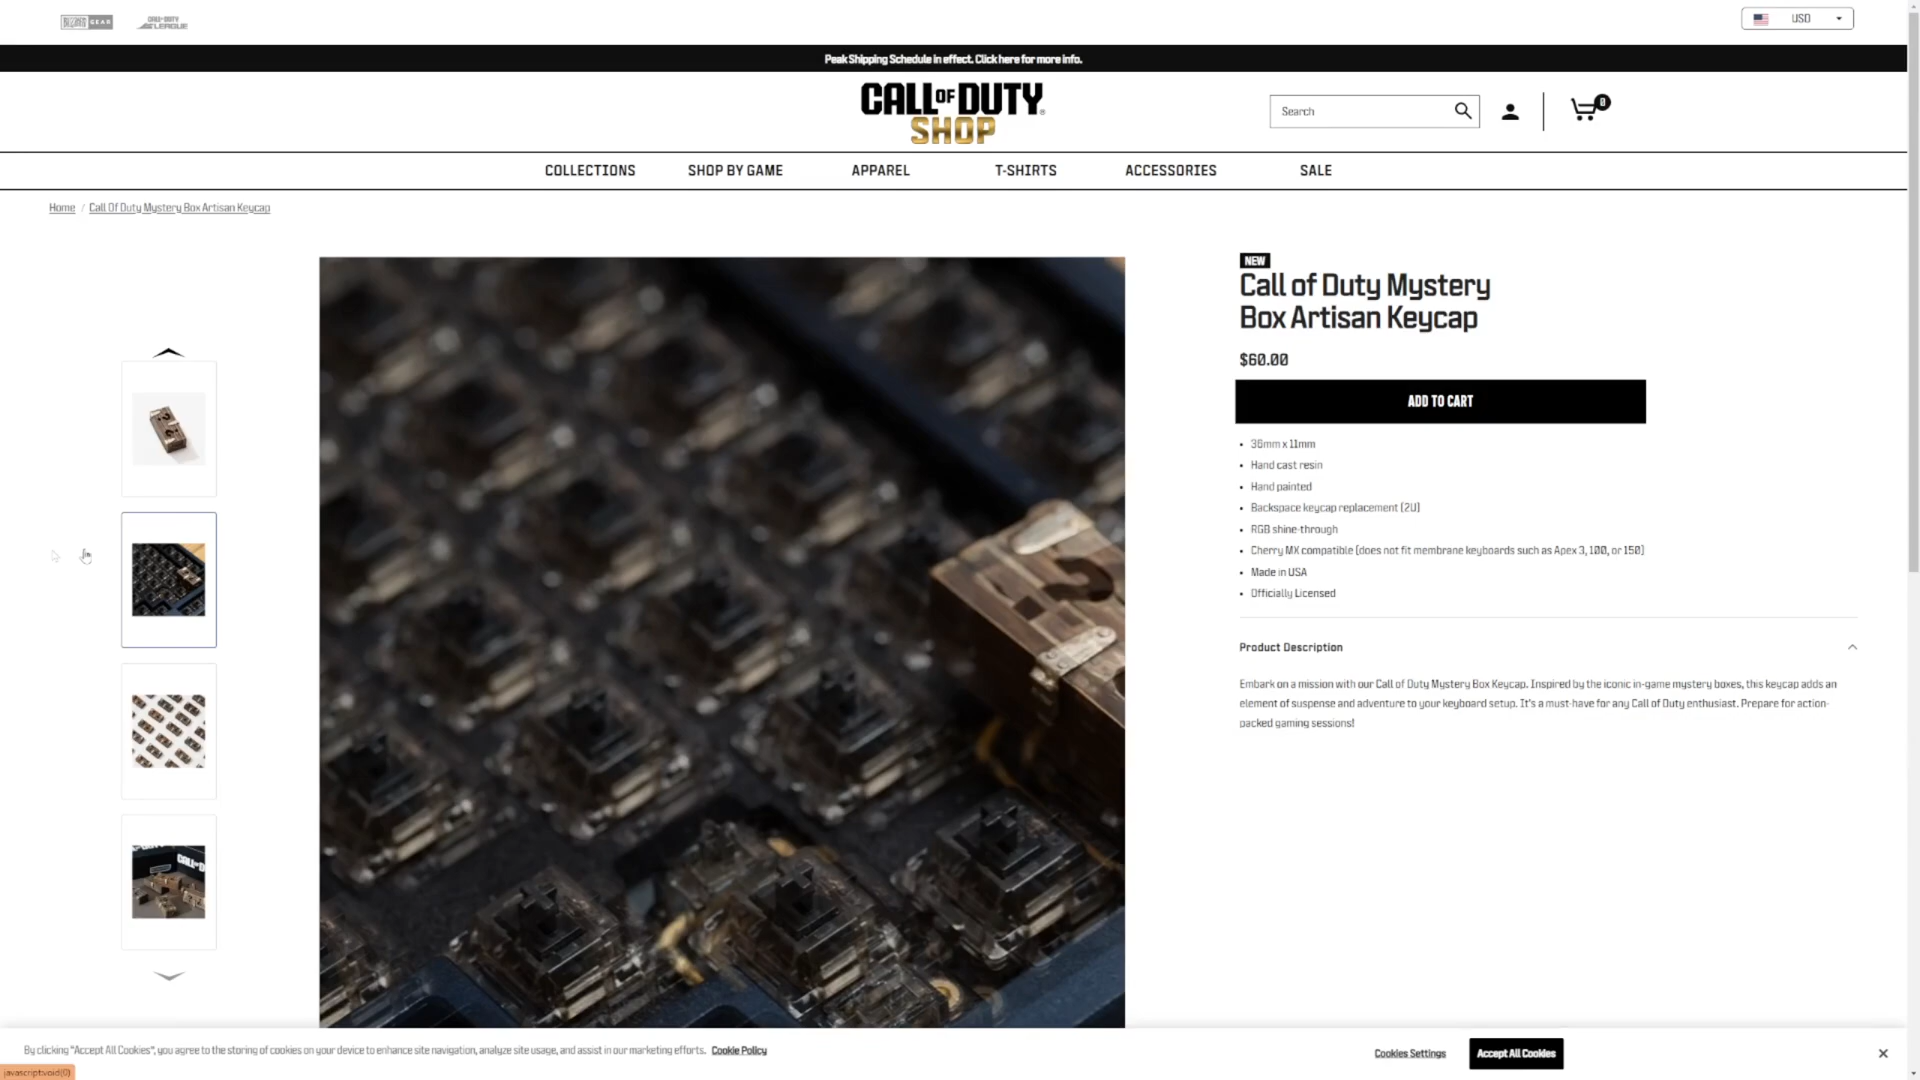 BLIZZARD GEAR
CALL OF DUTY LEAGUE
USD
Peak Shipping Schedule in effect. Click here for more info.
CALL OF DUTY
SHOP
Search
0
COLLECTIONS
SHOP BY GAME
APPAREL
T-SHIRTS
ACCESSORIES
SALE
Home / Call Of Duty Mystery Box Artisan Keycap
NEW
Call of Duty Mystery
Box Artisan Keycap
$60.00
ADD TO CART
• 36mm x 11mm
• Hand cast resin
• Hand painted
• Backspace keycap replacement (2U)
• RGB shine-through
• Cherry MX compatible (does not fit membrane keyboards such as Apex 3, 100, or 150)
• Made in USA
• Officially Licensed
Product Description
Embark on a mission with our Call of Duty Mystery Box Keycap. Inspired by the iconic in-game mystery boxes, this keycap adds an
element of suspense and adventure to your keyboard setup. It's a must-have for any Call of Duty enthusiast. Prepare for action-
packed gaming sessions!
By clicking "Accept All Cookies", you agree to the storing of cookies on your device to enhance site navigation, analyze site usage, and assist in our marketing efforts. Cookie Policy
Cookies Settings
Accept All Cookies
javascript:void(0)